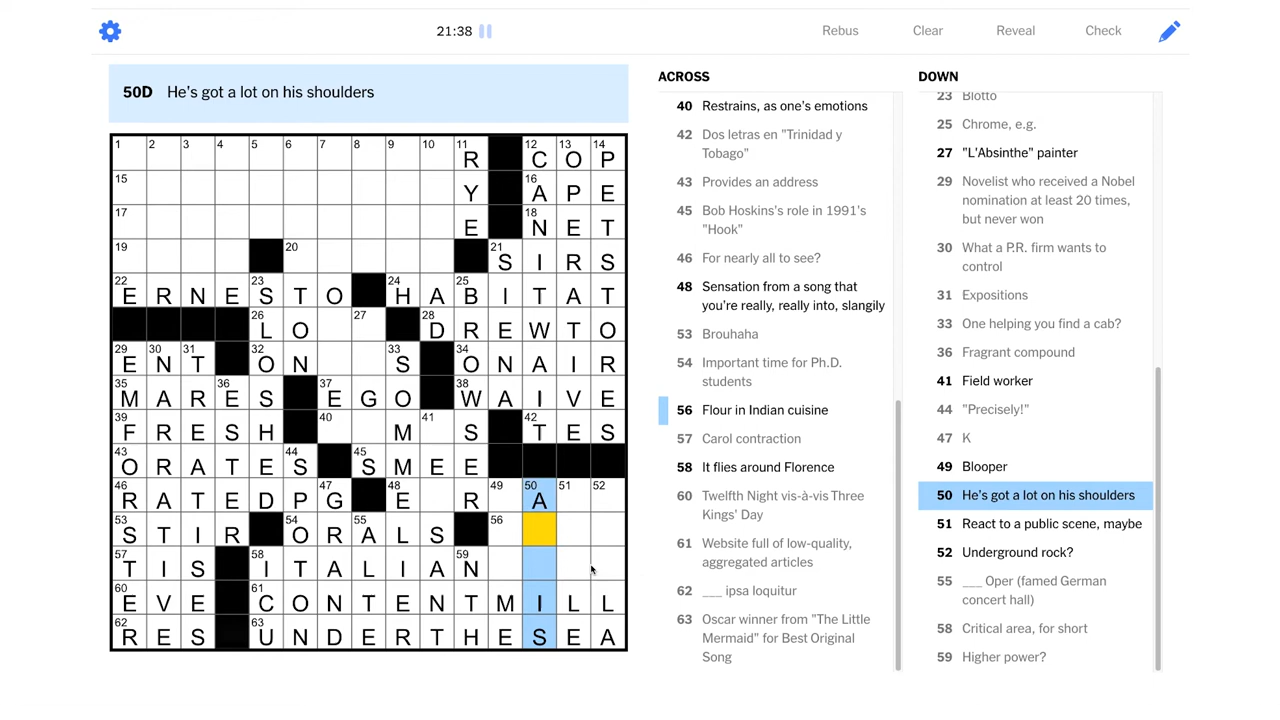 21:38
Rebus Clear Reveal Check
50D He's got a lot on his shoulders
1 2 3 4 5 6 7 8 9 10 11 12 13 14
R C O P
15 16
Y A P E
17 18
E N E T
19 20 21
S I R S
22 23 24 25
E R N E S T O H A B I T A T
26 27 28
L O D R E W T O
29 30 31 32 33 34
E N T O N S O N A I R
35 36 37 38
M A R E S E G O W A I V E
39 40 41 42
F R E S H M S T E S
43 44 45
O R A T E S S M E E
46 47 48 49 50 51 52
R A T E D P G E R A
53 54 55 56
S T I R O R A L S
57 58 59
T I S I T A L I A N
60 61
E V E C O N T E N T M I L L
62 63
R E S U N D E R T H E S E A
ACROSS
40 Restrains, as one's emotions
42 Dos letras en "Trinidad y
Tobago"
43 Provides an address
45 Bob Hoskins's role in 1991's
"Hook"
46 For nearly all to see?
48 Sensation from a song that
you're really, really into, slangily
53 Brouhaha
54 Important time for Ph.D.
students
56 Flour in Indian cuisine
57 Carol contraction
58 It flies around Florence
60 Twelfth Night vis-à-vis Three
Kings' Day
61 Website full of low-quality,
aggregated articles
62 ___ ipsa loquitur
63 Oscar winner from "The Little
Mermaid" for Best Original
Song
DOWN
23 Blotto
25 Chrome, e.g.
27 "L'Absinthe" painter
29 Novelist who received a Nobel
nomination at least 20 times,
but never won
30 What a P.R. firm wants to
control
31 Expositions
33 One helping you find a cab?
36 Fragrant compound
41 Field worker
44 "Precisely!"
47 K
49 Blooper
50 He's got a lot on his shoulders
51 React to a public scene, maybe
52 Underground rock?
55 ___ Oper (famed German
concert hall)
58 Critical area, for short
59 Higher power?